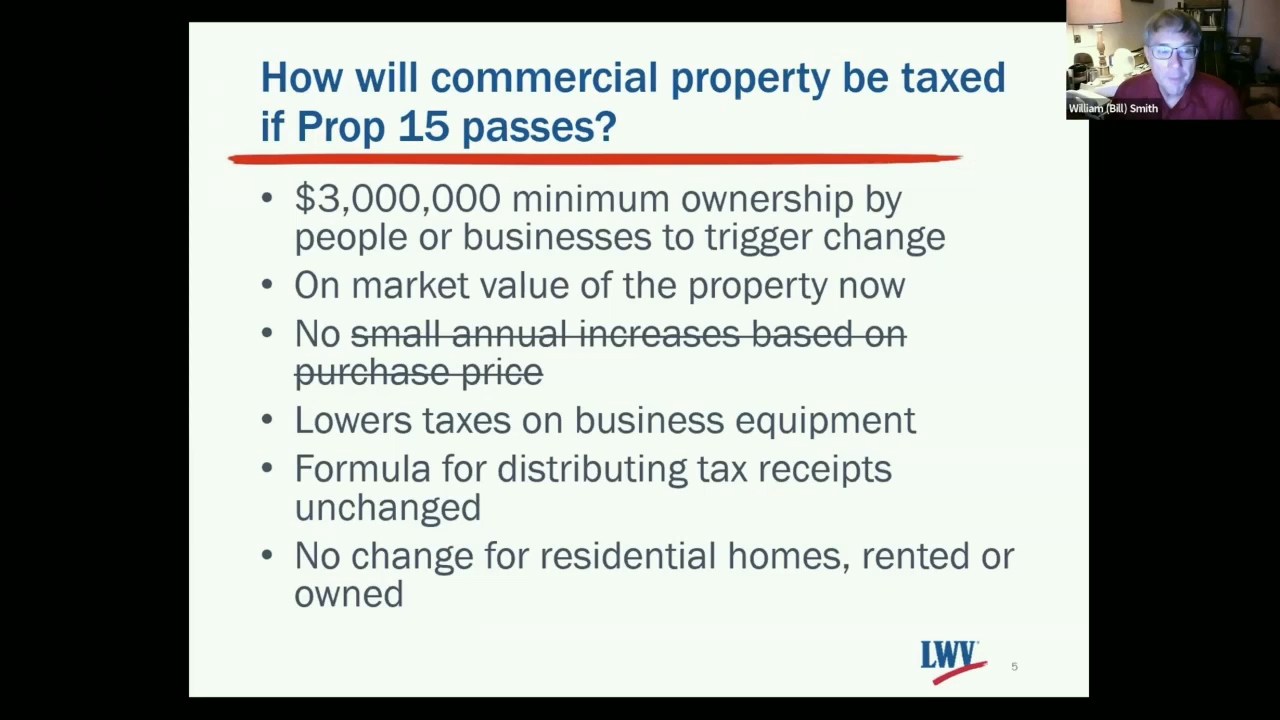 How will commercial property be taxed
if Prop 15 passes?
• $3,000,000 minimum ownership by
people or businesses to trigger change
• On market value of the property now
• No small annual increases based on
purchase price
• Lowers taxes on business equipment
• Formula for distributing tax receipts
unchanged
• No change for residential homes, rented or
owned
LWV
5
William (Bill) Smith